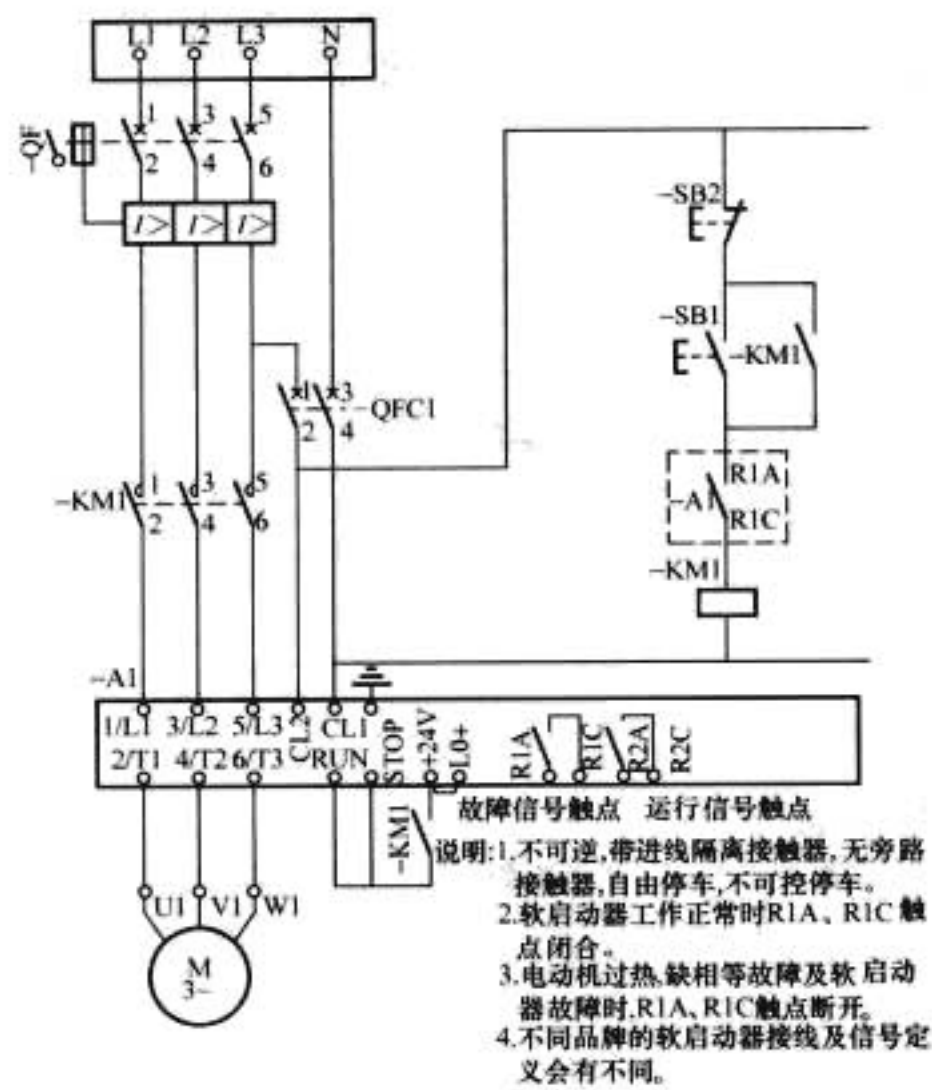 L1 L2 L3 N
-QF
1 3 5
2 4 6
I> I> I>
-SB2
-SB1
-KM1
1 3
-QFC1
2 4
-KM1
1 3 5
2 4 6
R1A
-A1
R1C
-KM1
-A1
1/L1 3/L2 5/L3 CL2 CL1
2/T1 4/T2 6/T3 RUN STOP +24V L0+ R1A R1C R2A R2C
U1 V1 W1
M
3~
-KM1
故障信号触点 运行信号触点
说明:1.不可逆,带进线隔离接触器,无旁路
接触器,自由停车,不可控停车。
2.软启动器工作正常时R1A、R1C触
点闭合。
3.电动机过热,缺相等故障及软启动
器故障时,R1A、R1C触点断开。
4.不同品牌的软启动器接线及信号定
义会有不同。